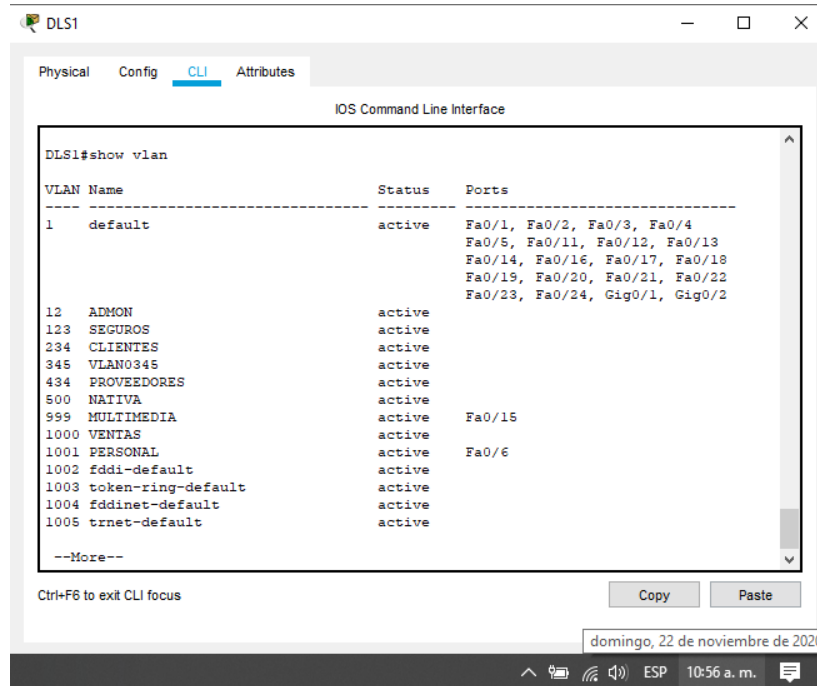 DLS1
Physical Config CLI Attributes
IOS Command Line Interface
DLS1#show vlan
VLAN Name Status Ports
---- -------------------------------- --------- -------------------------------
1 default active Fa0/1, Fa0/2, Fa0/3, Fa0/4
Fa0/5, Fa0/11, Fa0/12, Fa0/13
Fa0/14, Fa0/16, Fa0/17, Fa0/18
Fa0/19, Fa0/20, Fa0/21, Fa0/22
Fa0/23, Fa0/24, Gig0/1, Gig0/2
12 ADMON active
123 SEGUROS active
234 CLIENTES active
345 VLAN0345 active
434 PROVEEDORES active
500 NATIVA active
999 MULTIMEDIA active Fa0/15
1000 VENTAS active
1001 PERSONAL active Fa0/6
1002 fddi-default active
1003 token-ring-default active
1004 fddinet-default active
1005 trnet-default active
--More--
Ctrl+F6 to exit CLI focus
Copy Paste
domingo, 22 de noviembre de 202
ESP 10:56 a. m.